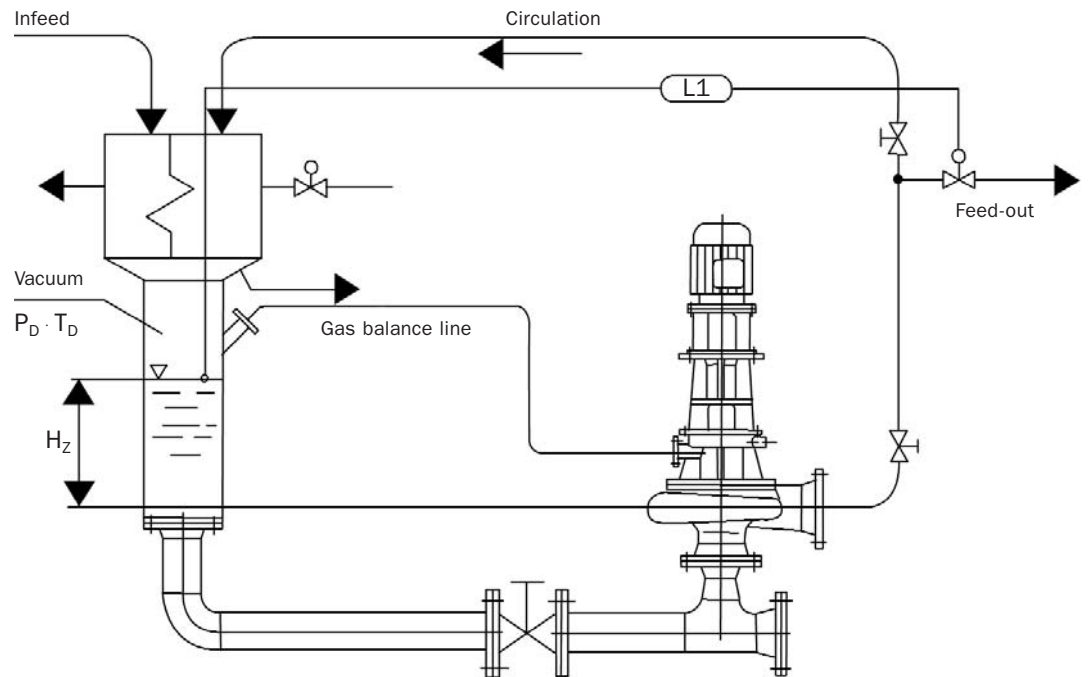 Infeed
Circulation
L1
Feed-out
Vacuum
P_D · T_D
Gas balance line
H_Z